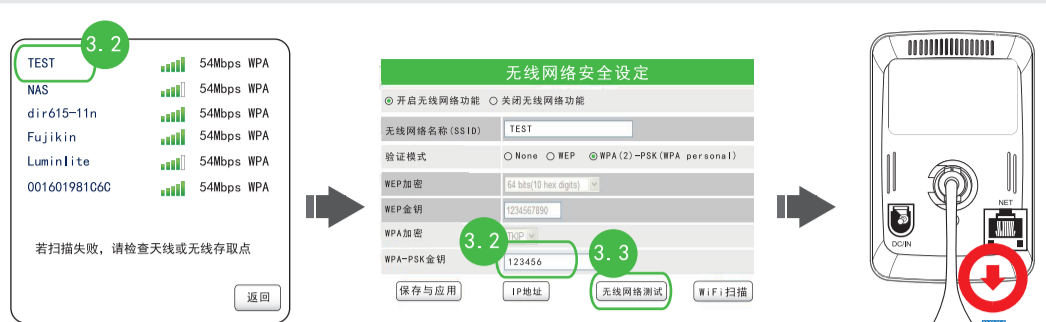 3.2
TEST 54Mbps WPA
NAS 54Mbps WPA
dir615-11n 54Mbps WPA
Fujikin 54Mbps WPA
Luminlite 54Mbps WPA
001601981C6C 54Mbps WPA
若扫描失败，请检查天线或无线存取点
返回
无线网络安全设定
开启无线网络功能 关闭无线网络功能
无线网络名称(SSID) TEST
验证模式 None WEP WPA(2)-PSK(WPA personal)
WEP加密 64 bits(10 hex digits)
WEP金钥 1234567890
WPA加密 TKIP
3.2
3.3
WPA-PSK金钥 123456
保存与应用 IP地址 无线网络测试 WiFi扫描
NET
DC/IN